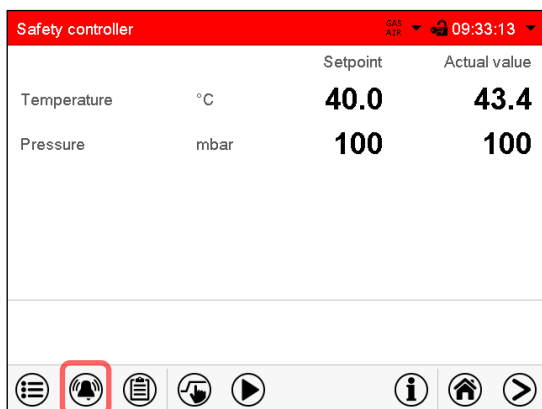 Safety controller GAS AIR 09:33:13
Setpoint Actual value
Temperature °C 40.0 43.4
Pressure mbar 100 100